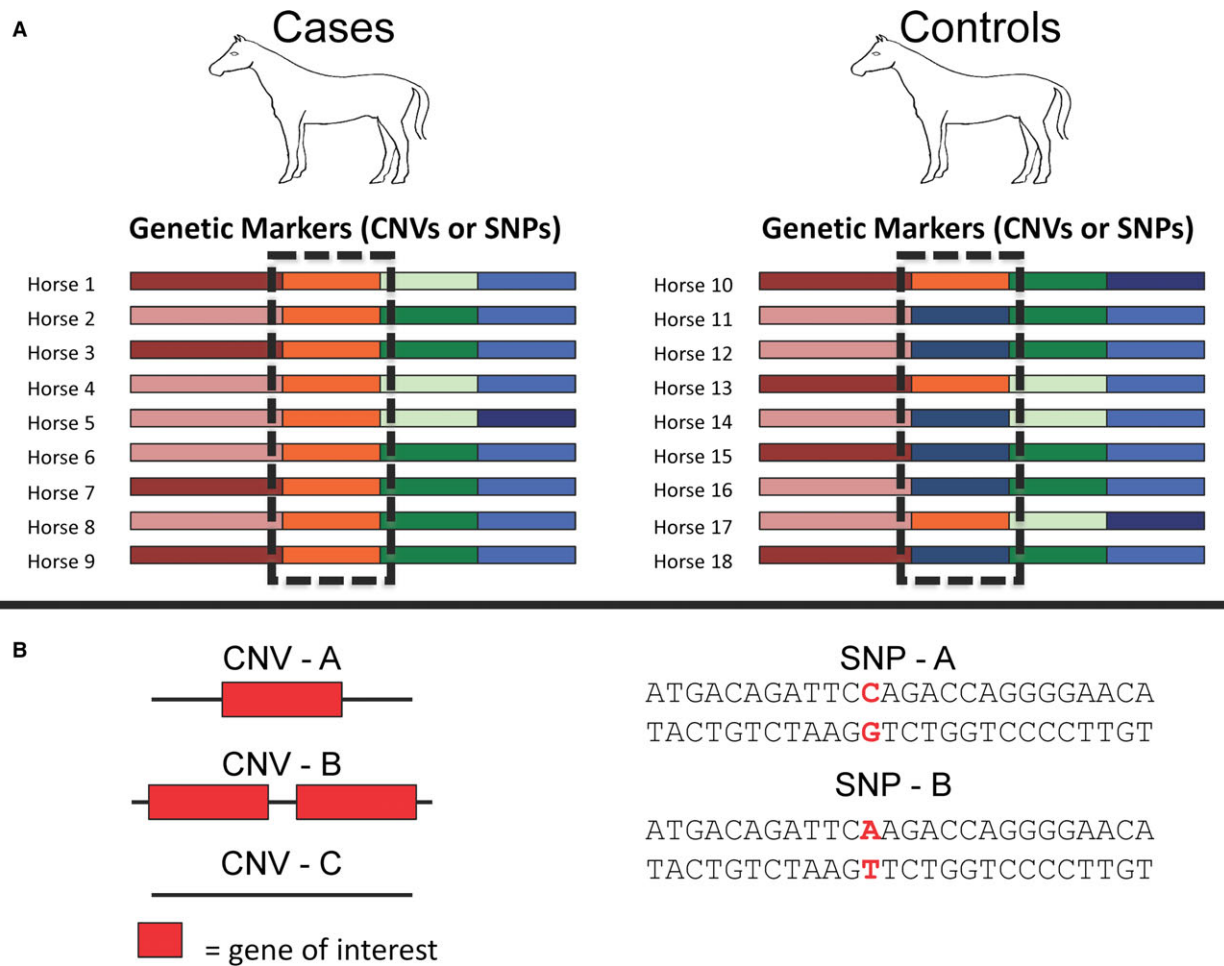 A
Cases
Controls
Genetic Markers (CNVs or SNPs)
Genetic Markers (CNVs or SNPs)
Horse 1
Horse 2
Horse 3
Horse 4
Horse 5
Horse 6
Horse 7
Horse 8
Horse 9
Horse 10
Horse 11
Horse 12
Horse 13
Horse 14
Horse 15
Horse 16
Horse 17
Horse 18
B
CNV - A
CNV - B
CNV - C
= gene of interest
SNP - A
ATGACAGATTCCAGACCAGGGGAACA
TACTGTCTAAGGTCTGGTCCCCTTGT
SNP - B
ATGACAGATTCAAGACCAGGGGAACA
TACTGTCTAAGTTCTGGTCCCCTTGT